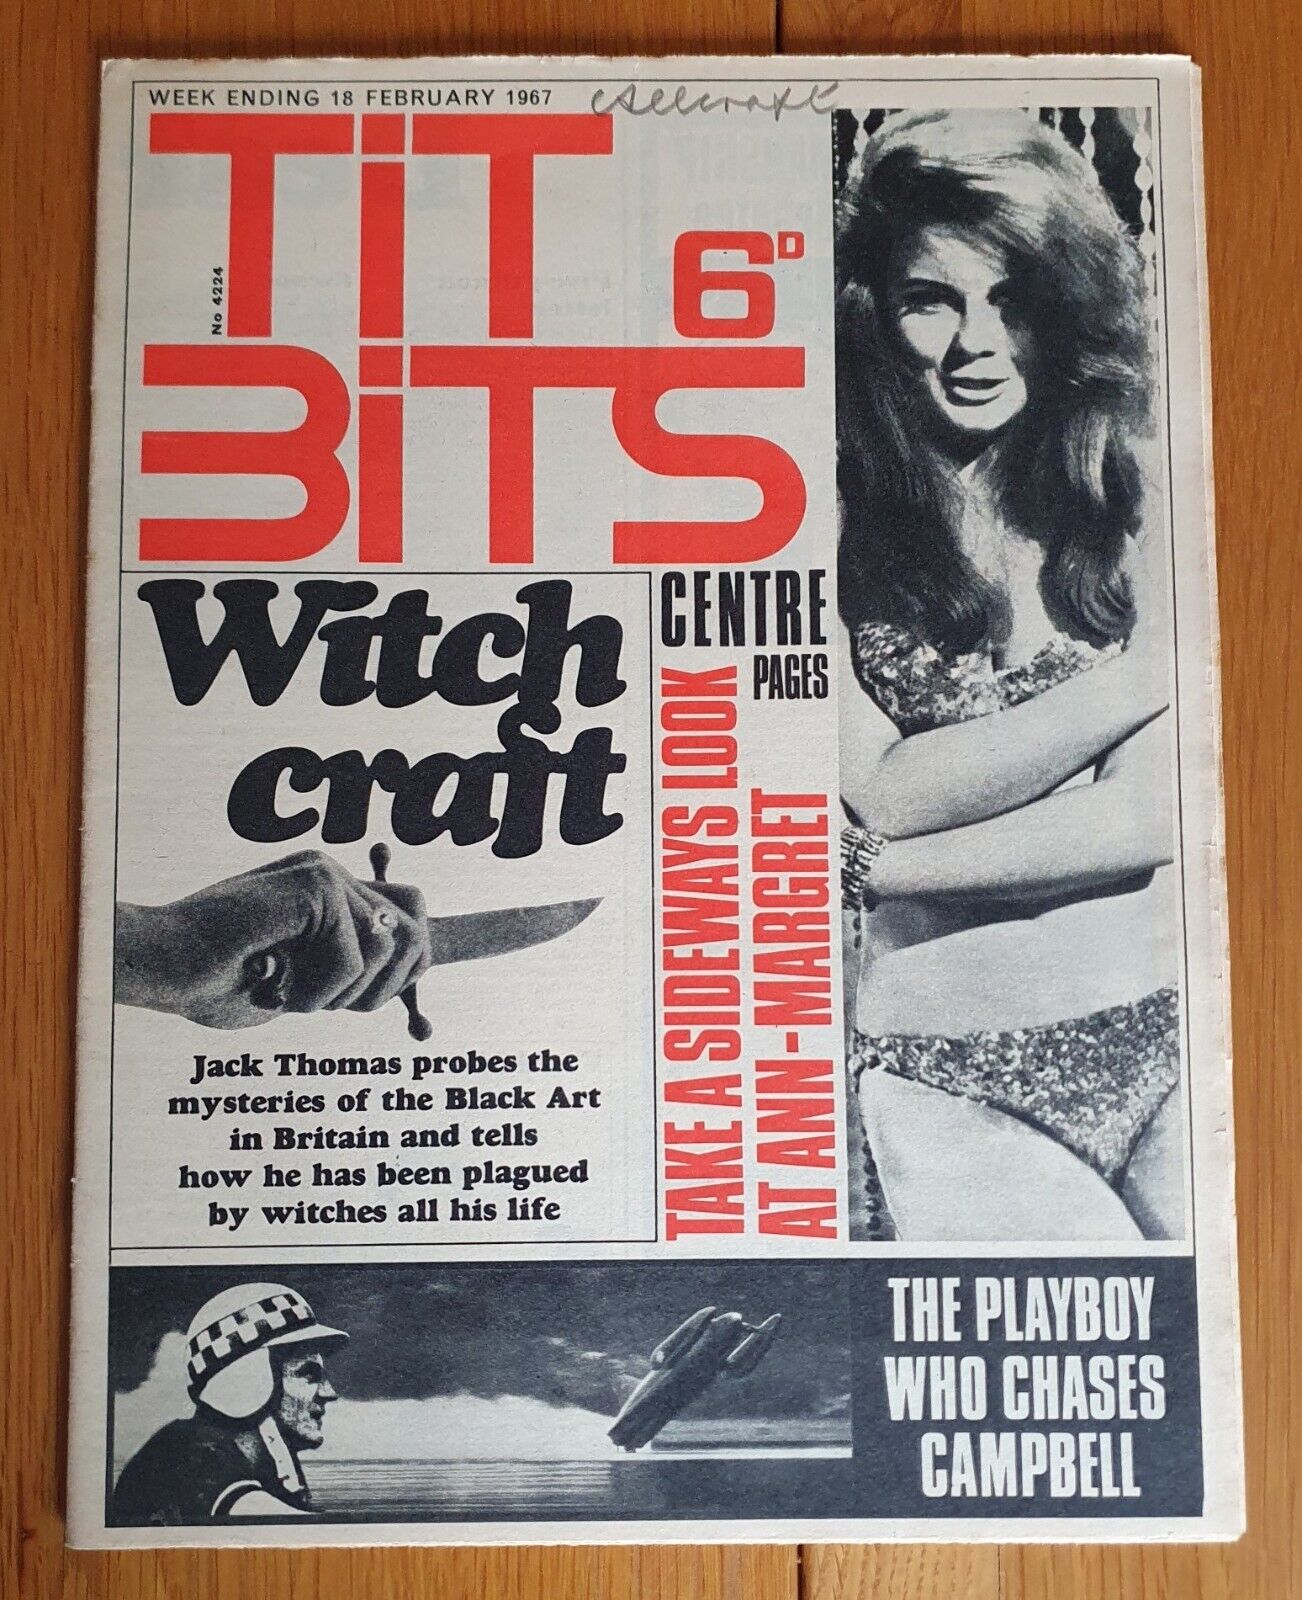 WEEK ENDING 18 FEBRUARY 1967
TiT
No 4224
6D
BiTS
Witch
craft
Jack Thomas probes the
mysteries of the Black Art
in Britain and tells
how he has been plagued
by witches all his life
CENTRE
PAGES
TAKE A SIDEWAYS LOOK
AT ANN-MARGRET
THE PLAYBOY
WHO CHASES
CAMPBELL